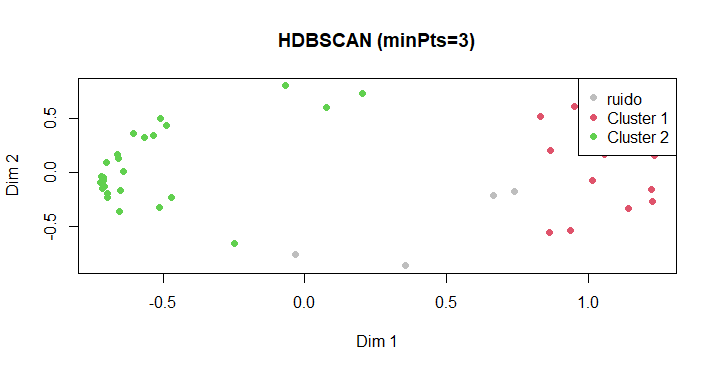 HDBSCAN (minPts=3)
ruido
Cluster 1
Cluster 2
0.5
0.0
-0.5
Dim 2
-0.5
0.0
0.5
1.0
Dim 1